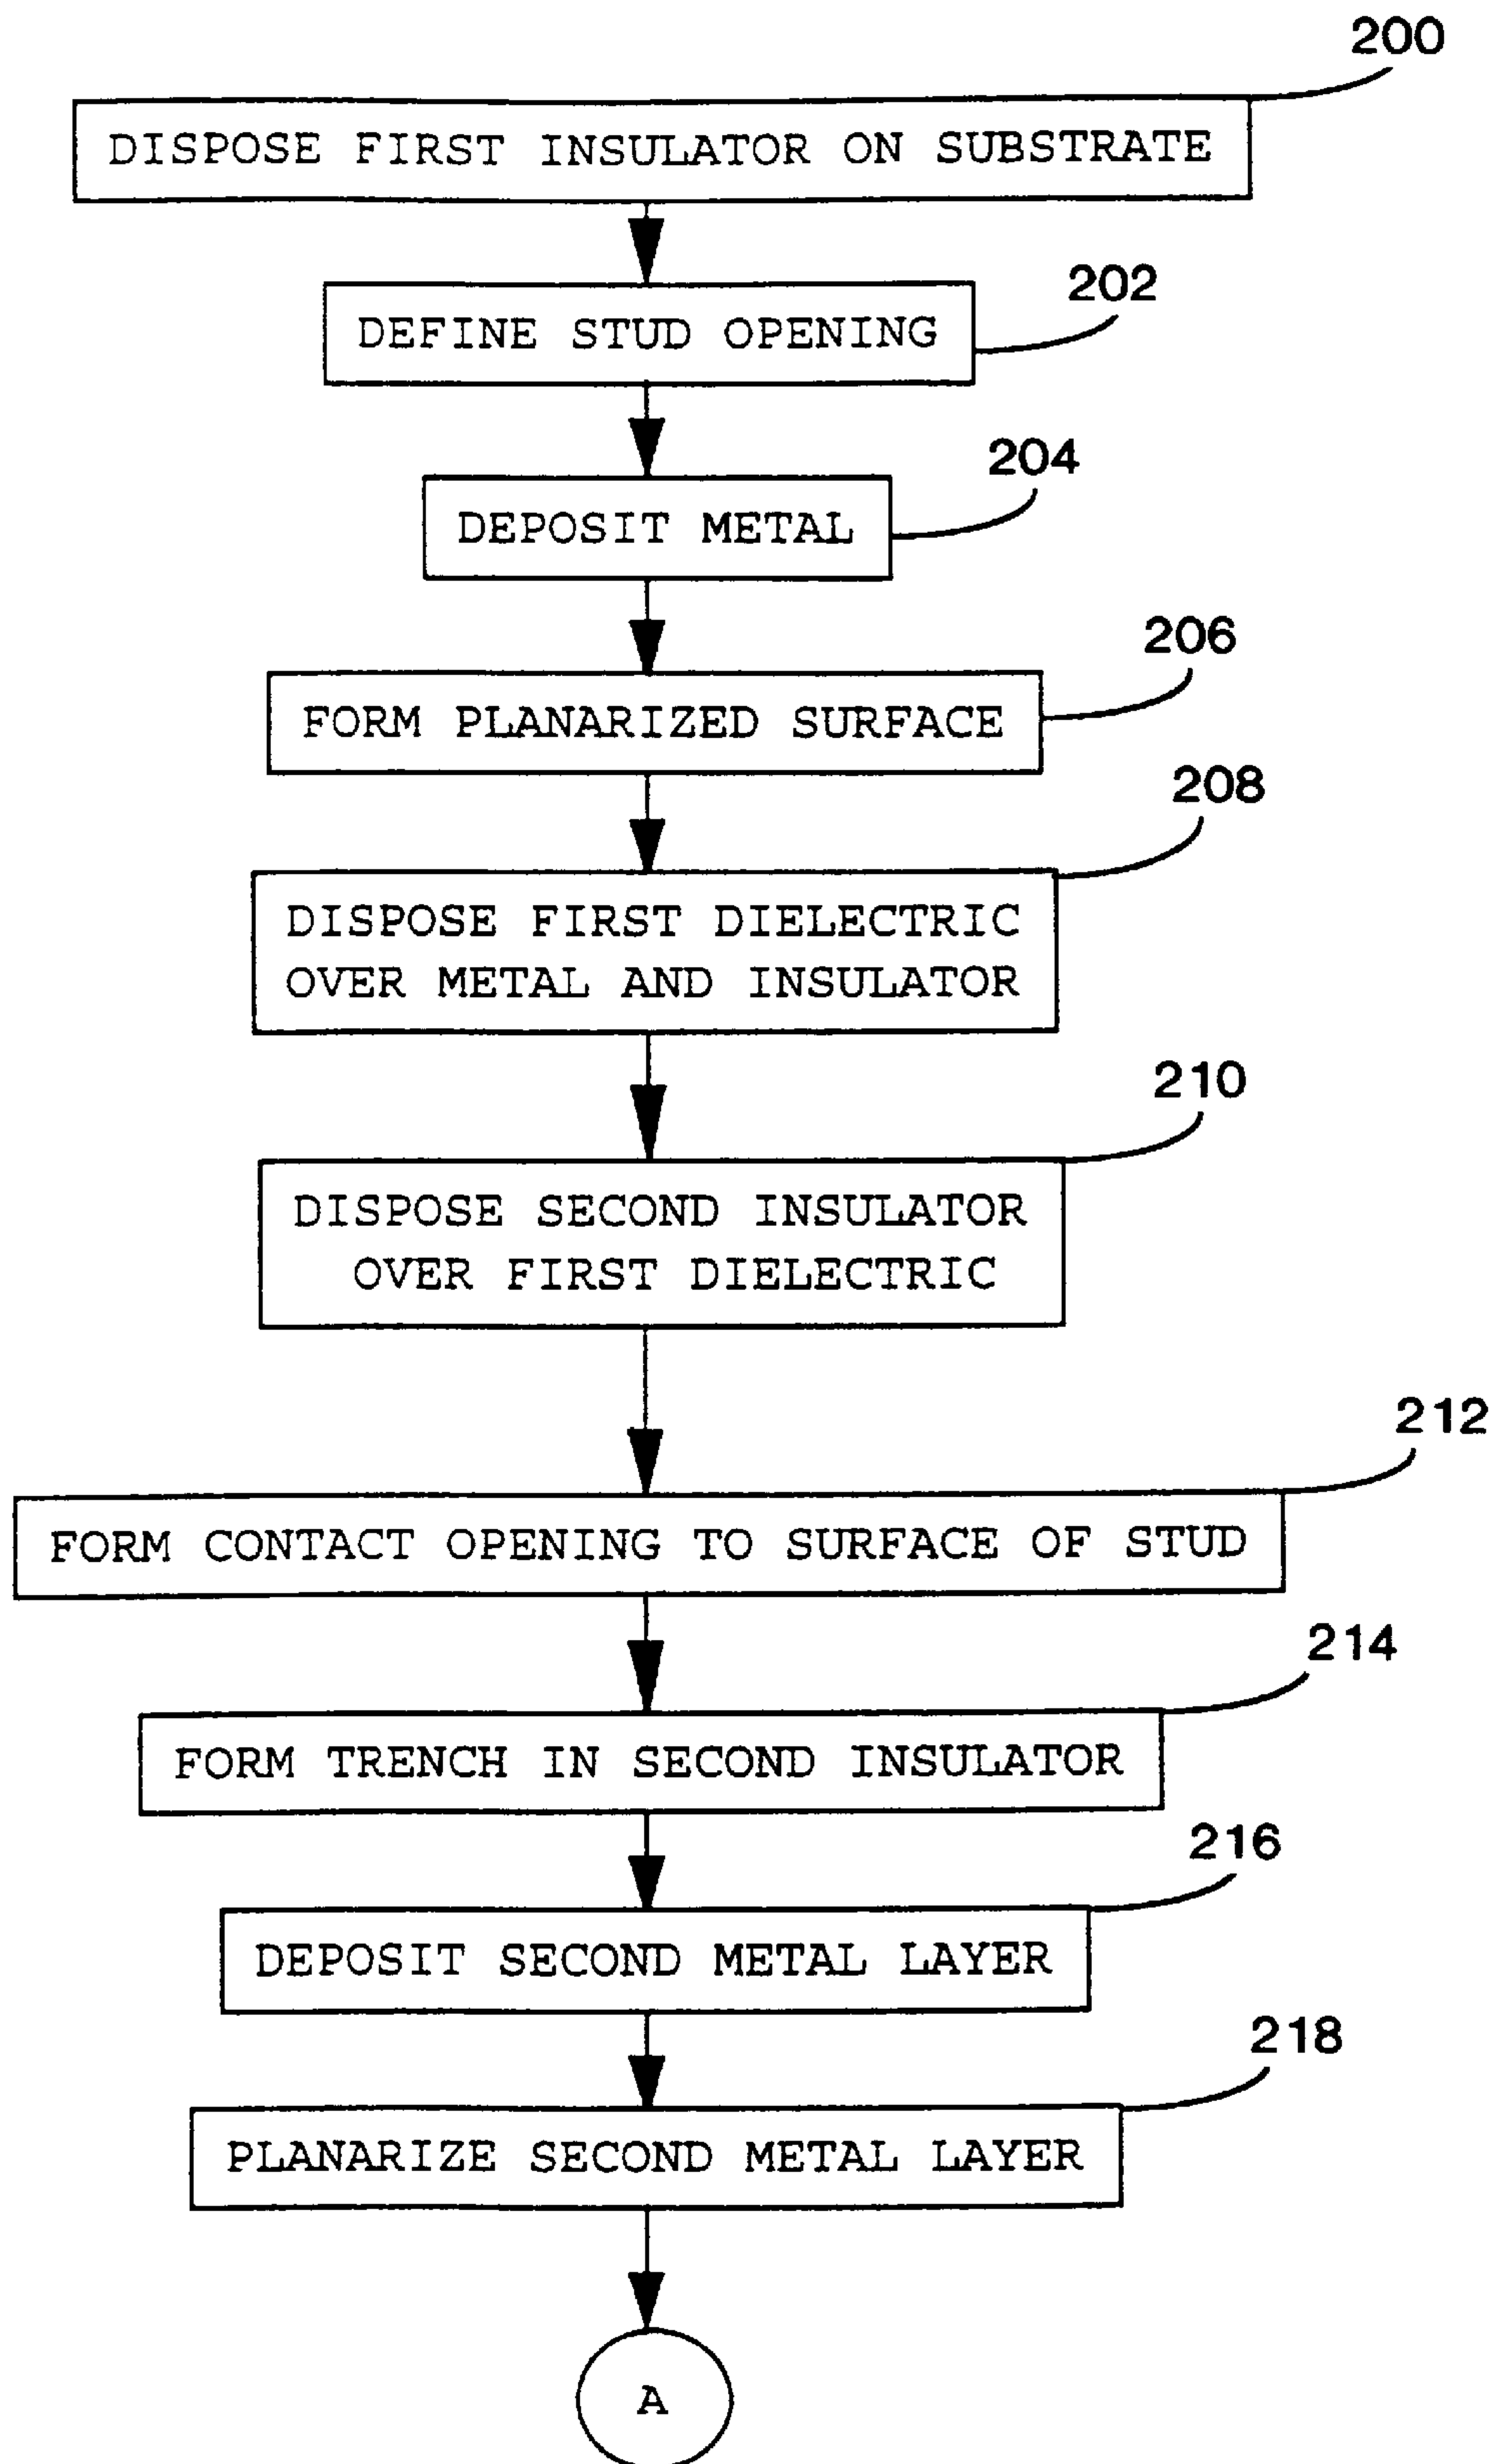 200
DISPOSE FIRST INSULATOR ON SUBSTRATE
202
DEFINE STUD OPENING
204
DEPOSIT METAL
206
FORM PLANARIZED SURFACE
208
DISPOSE FIRST DIELECTRIC
OVER METAL AND INSULATOR
210
DISPOSE SECOND INSULATOR
OVER FIRST DIELECTRIC
212
FORM CONTACT OPENING TO SURFACE OF STUD
214
FORM TRENCH IN SECOND INSULATOR
216
DEPOSIT SECOND METAL LAYER
218
PLANARIZE SECOND METAL LAYER
A